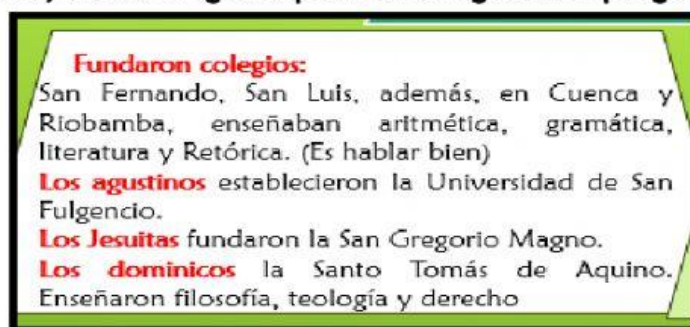 Fundaron colegios:
San Fernando, San Luis, además, en Cuenca y
Riobamba, enseñaban aritmética, gramática,
literatura y Retórica. (Es hablar bien)
Los agustinos establecieron la Universidad de San
Fulgencio.
Los Jesuitas fundaron la San Gregorio Magno.
Los dominicos la Santo Tomás de Aquino.
Enseñaron filosofía, teología y derecho